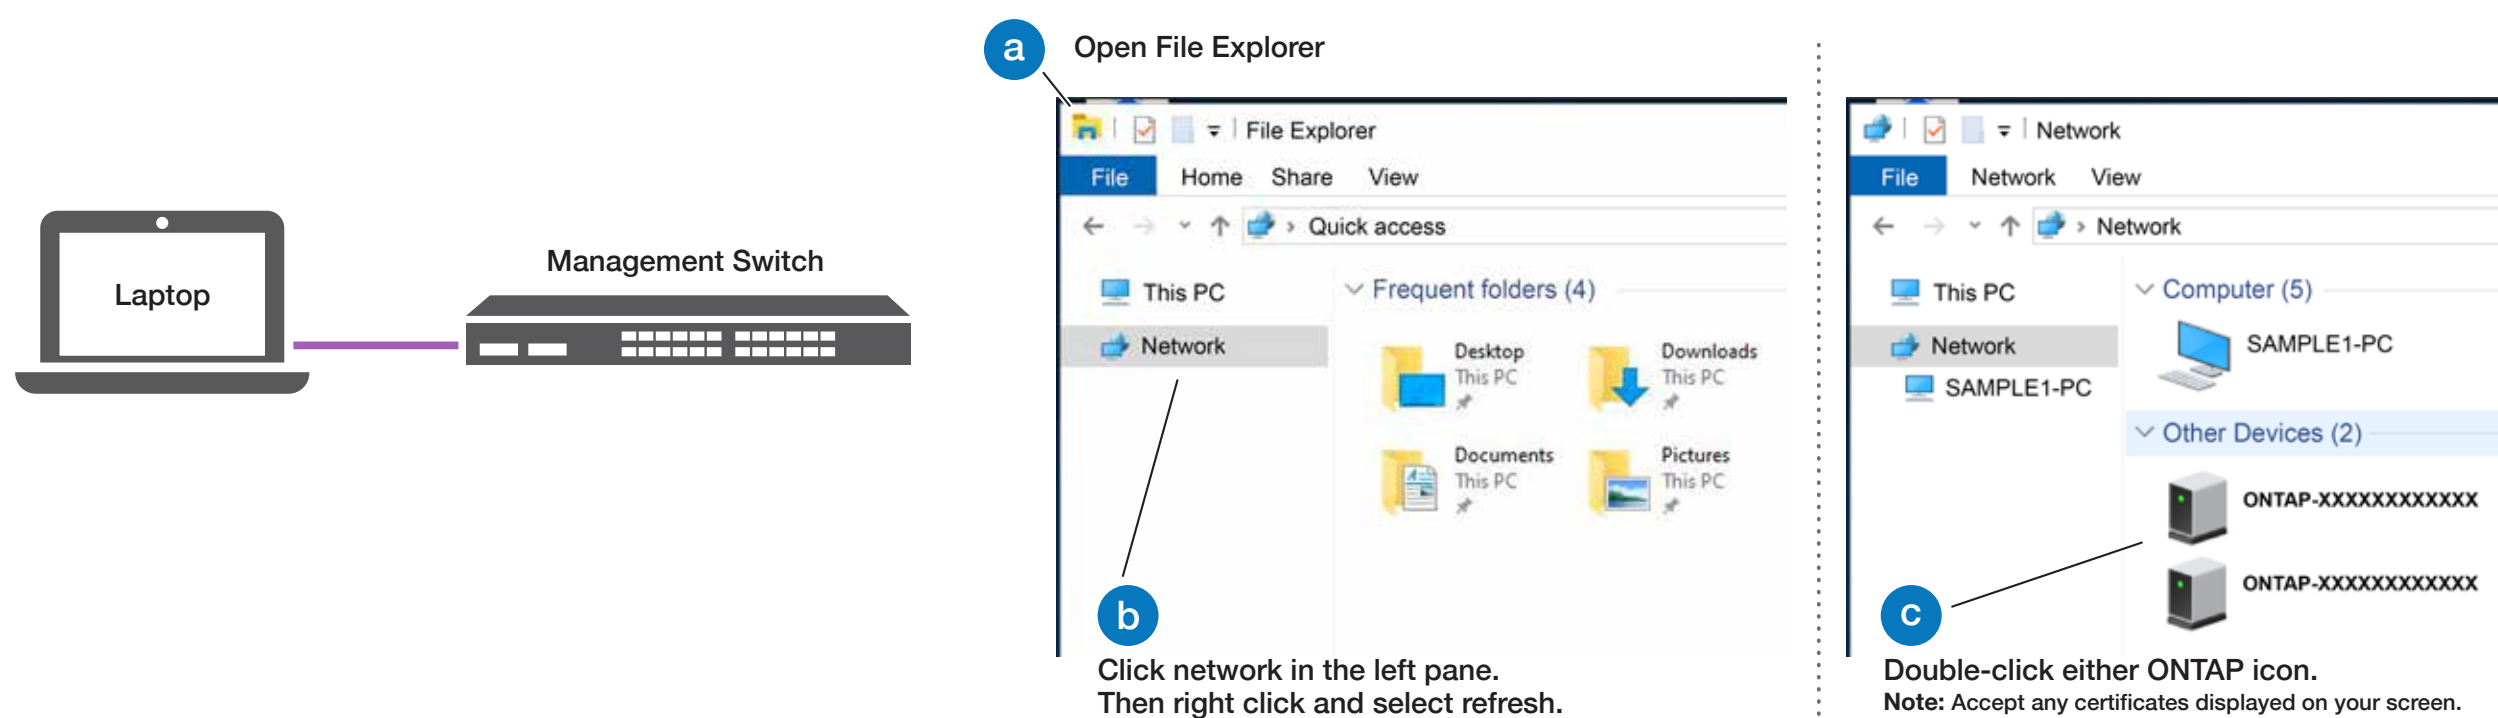 Laptop
Management Switch
a
Open File Explorer
File Explorer
File Home Share View
Quick access
This PC
Network
Frequent folders (4)
Desktop
This PC
Downloads
This PC
Documents
This PC
Pictures
This PC
b
Click network in the left pane.
Then right click and select refresh.
Network
File Network View
Network
This PC
Network
SAMPLE1-PC
Computer (5)
SAMPLE1-PC
Other Devices (2)
ONTAP-XXXXXXXXXXXX
ONTAP-XXXXXXXXXXXX
c
Double-click either ONTAP icon.
Note: Accept any certificates displayed on your screen.